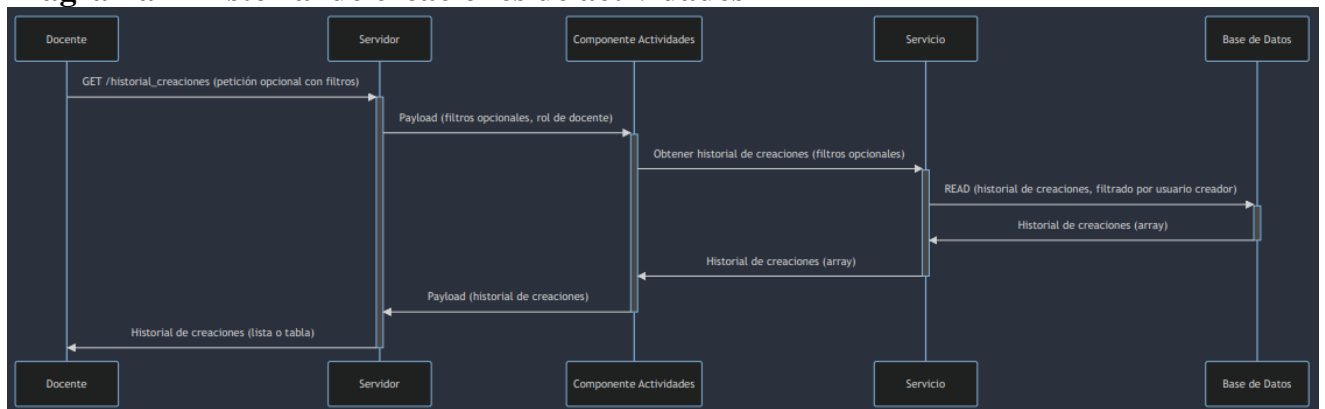 Docente
Servidor
Componente Actividades
Servicio
Base de Datos
GET /historial_creaciones (petición opcional con filtros)
Payload (filtros opcionales, rol de docente)
Obtener historial de creaciones (filtros opcionales)
READ (historial de creaciones, filtrado por usuario creador)
Historial de creaciones (array)
Historial de creaciones (array)
Payload (historial de creaciones)
Historial de creaciones (lista o tabla)
Docente
Servidor
Componente Actividades
Servicio
Base de Datos